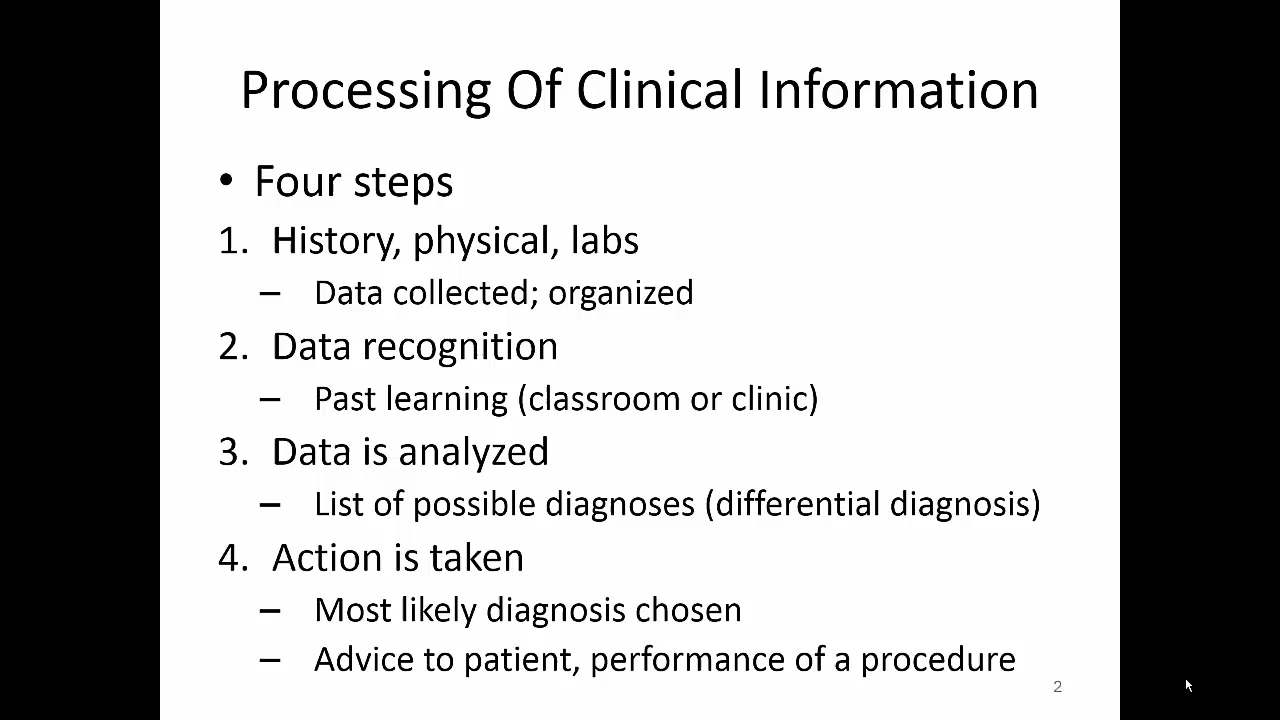 Processing Of Clinical Information
• Four steps
1. History, physical, labs
– Data collected; organized
2. Data recognition
– Past learning (classroom or clinic)
3. Data is analyzed
– List of possible diagnoses (differential diagnosis)
4. Action is taken
– Most likely diagnosis chosen
– Advice to patient, performance of a procedure
2